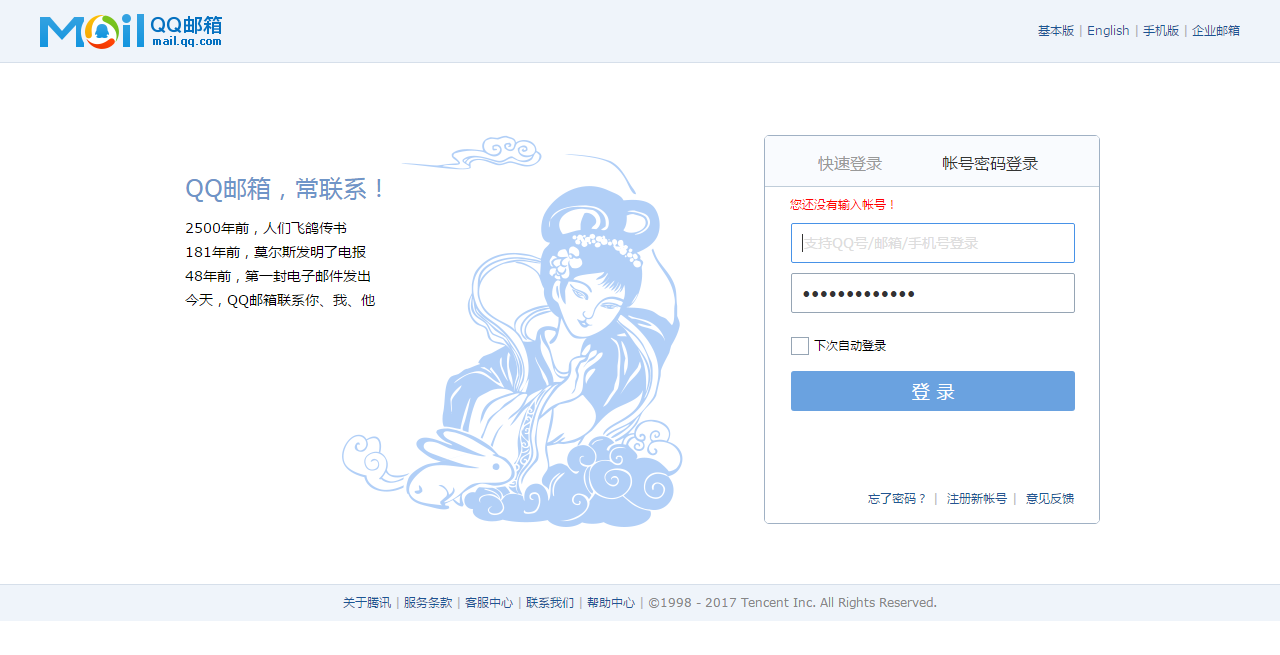 Mail QQ邮箱
mail.qq.com
基本版 | English | 手机版 | 企业邮箱
QQ邮箱，常联系！
2500年前，人们飞鸽传书
181年前，莫尔斯发明了电报
48年前，第一封电子邮件发出
今天，QQ邮箱联系你、我、他
快速登录 帐号密码登录
您还没有输入帐号！
支持QQ号/邮箱/手机号登录
●●●●●●●●●●●●●
下次自动登录
登 录
忘了密码？ | 注册新帐号 | 意见反馈
关于腾讯 | 服务条款 | 客服中心 | 联系我们 | 帮助中心 | ©1998 - 2017 Tencent Inc. All Rights Reserved.